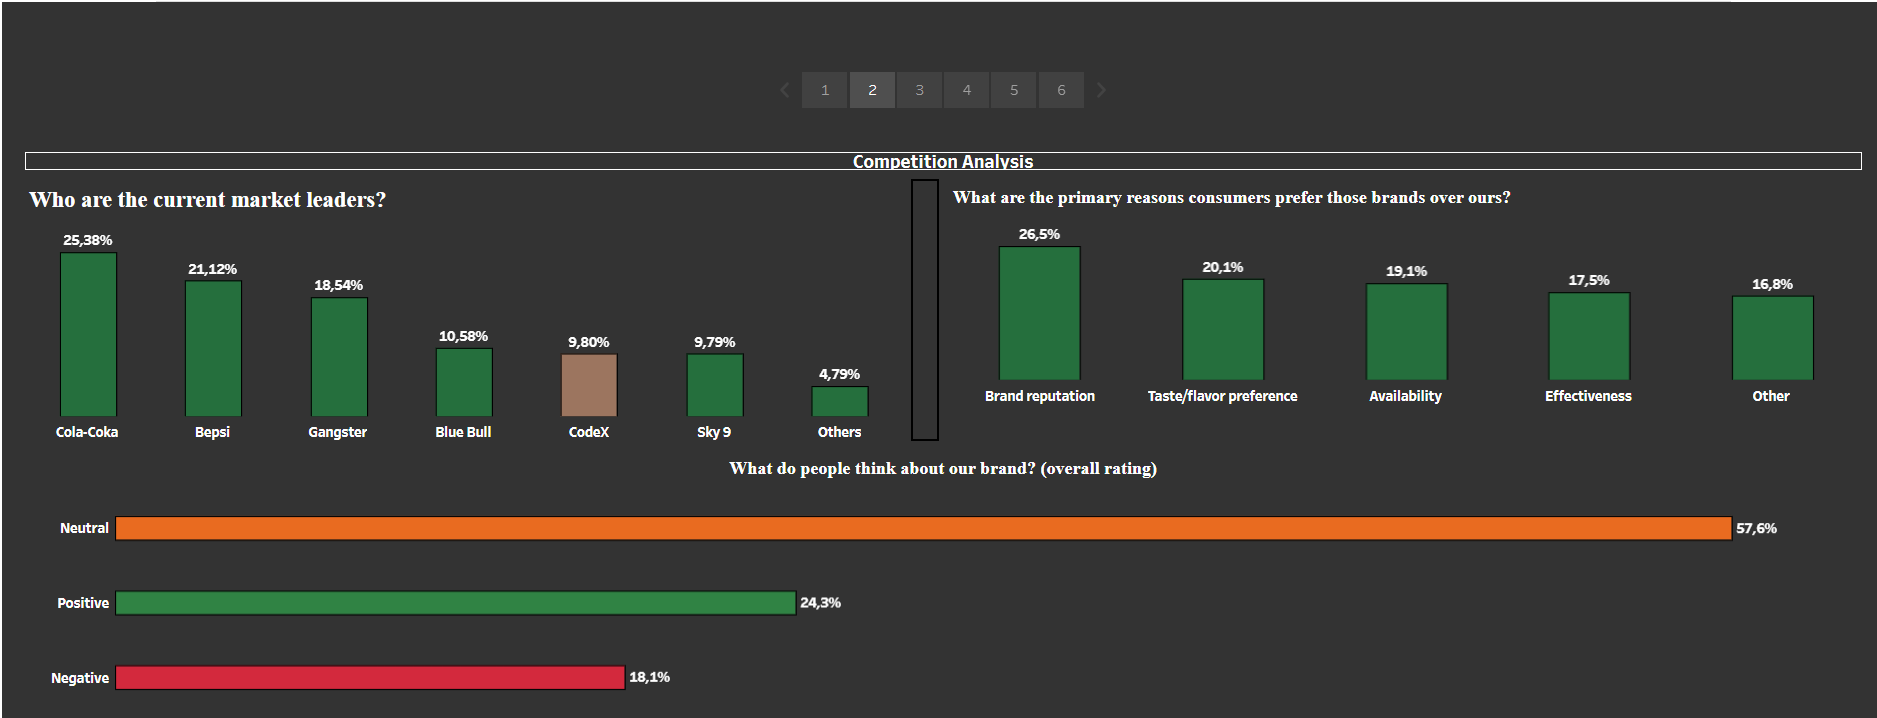 1 2 3 4 5 6
Competition Analysis
Who are the current market leaders?
25,38%
21,12%
18,54%
10,58%
9,80%
9,79%
4,79%
Cola-Coka
Bepsi
Gangster
Blue Bull
CodeX
Sky 9
Others
What are the primary reasons consumers prefer those brands over ours?
26,5%
20,1%
19,1%
17,5%
16,8%
Brand reputation
Taste/flavor preference
Availability
Effectiveness
Other
What do people think about our brand? (overall rating)
Neutral 57,6%
Positive 24,3%
Negative 18,1%